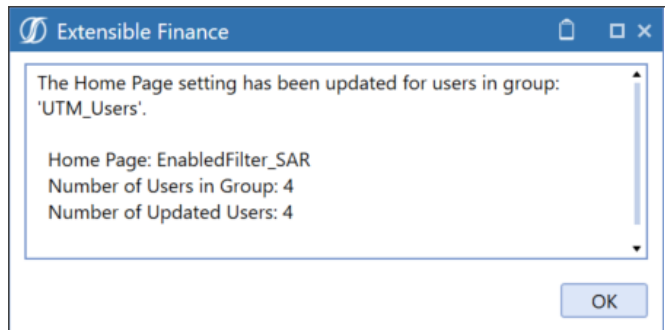 Extensible Finance
The Home Page setting has been updated for users in group:
'UTM_Users'.
Home Page: EnabledFilter_SAR
Number of Users in Group: 4
Number of Updated Users: 4
OK